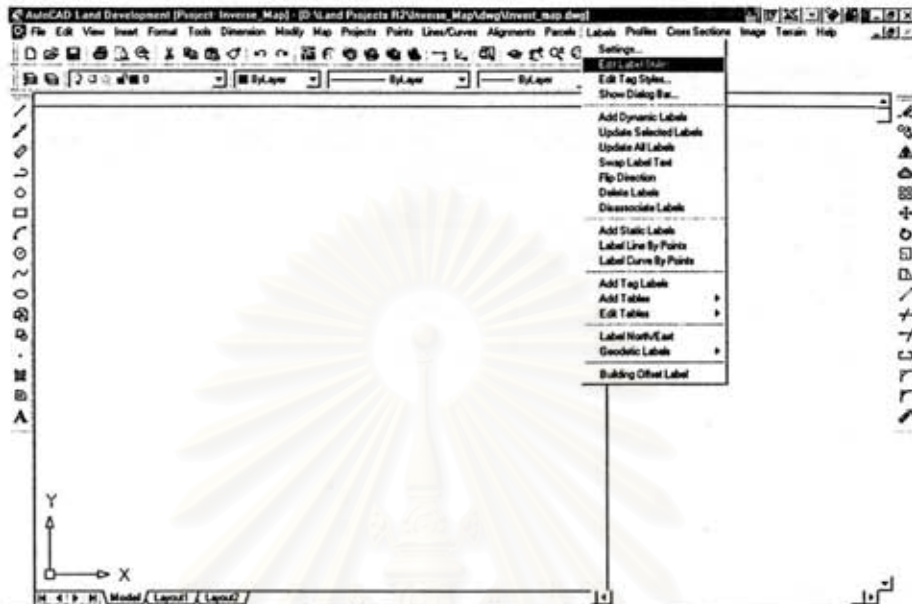 AutoCAD Land Development [Project: Inverse_Map] - [D:\Land Projects R2\Inverse_Map\dwg\Invest_map.dwg]
File Edit View Insert Format Tools Dimension Modify Map Projects Points Lines/Curves Alignments Parcels Labels Profiles Cross Sections Image Terrain Help
0 ByLayer ByLayer ByLayer
Settings...
Edit Label Styles
Edit Tag Styles...
Show Dialog Bar...
Add Dynamic Labels
Update Selected Labels
Update All Labels
Swap Label Text
Flip Direction
Delete Labels
Disassociate Labels
Add Static Labels
Label Line By Points
Label Curve By Points
Add Tag Labels
Add Tables
Edit Tables
Label North/East
Geodetic Labels
Building Offset Label
A
Y
X
Model Layout1 Layout2